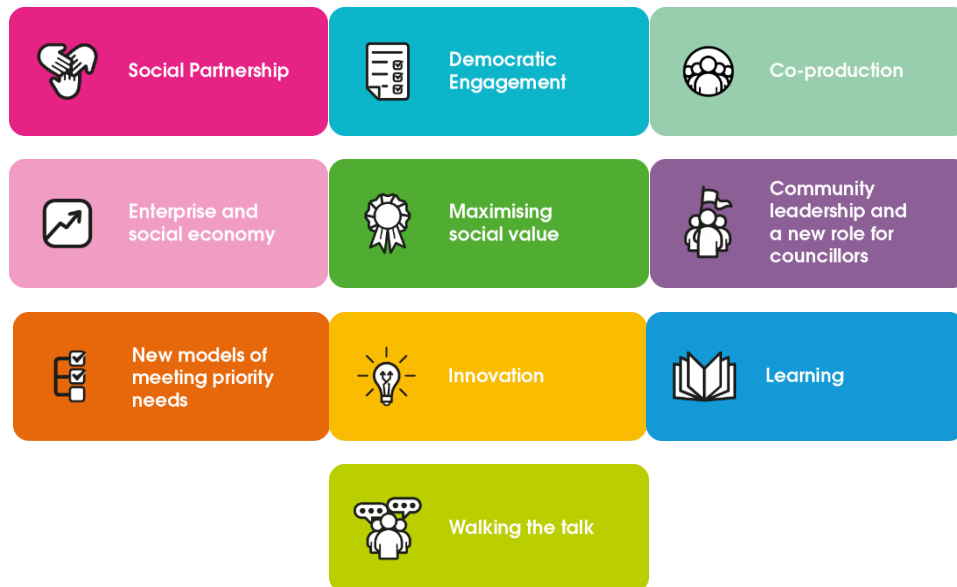 Social Partnership
Democratic
Engagement
Co-production
Enterprise and
social economy
Maximising
social value
Community
leadership and
a new role for
councillors
New models of
meeting priority
needs
Innovation
Learning
Walking the talk